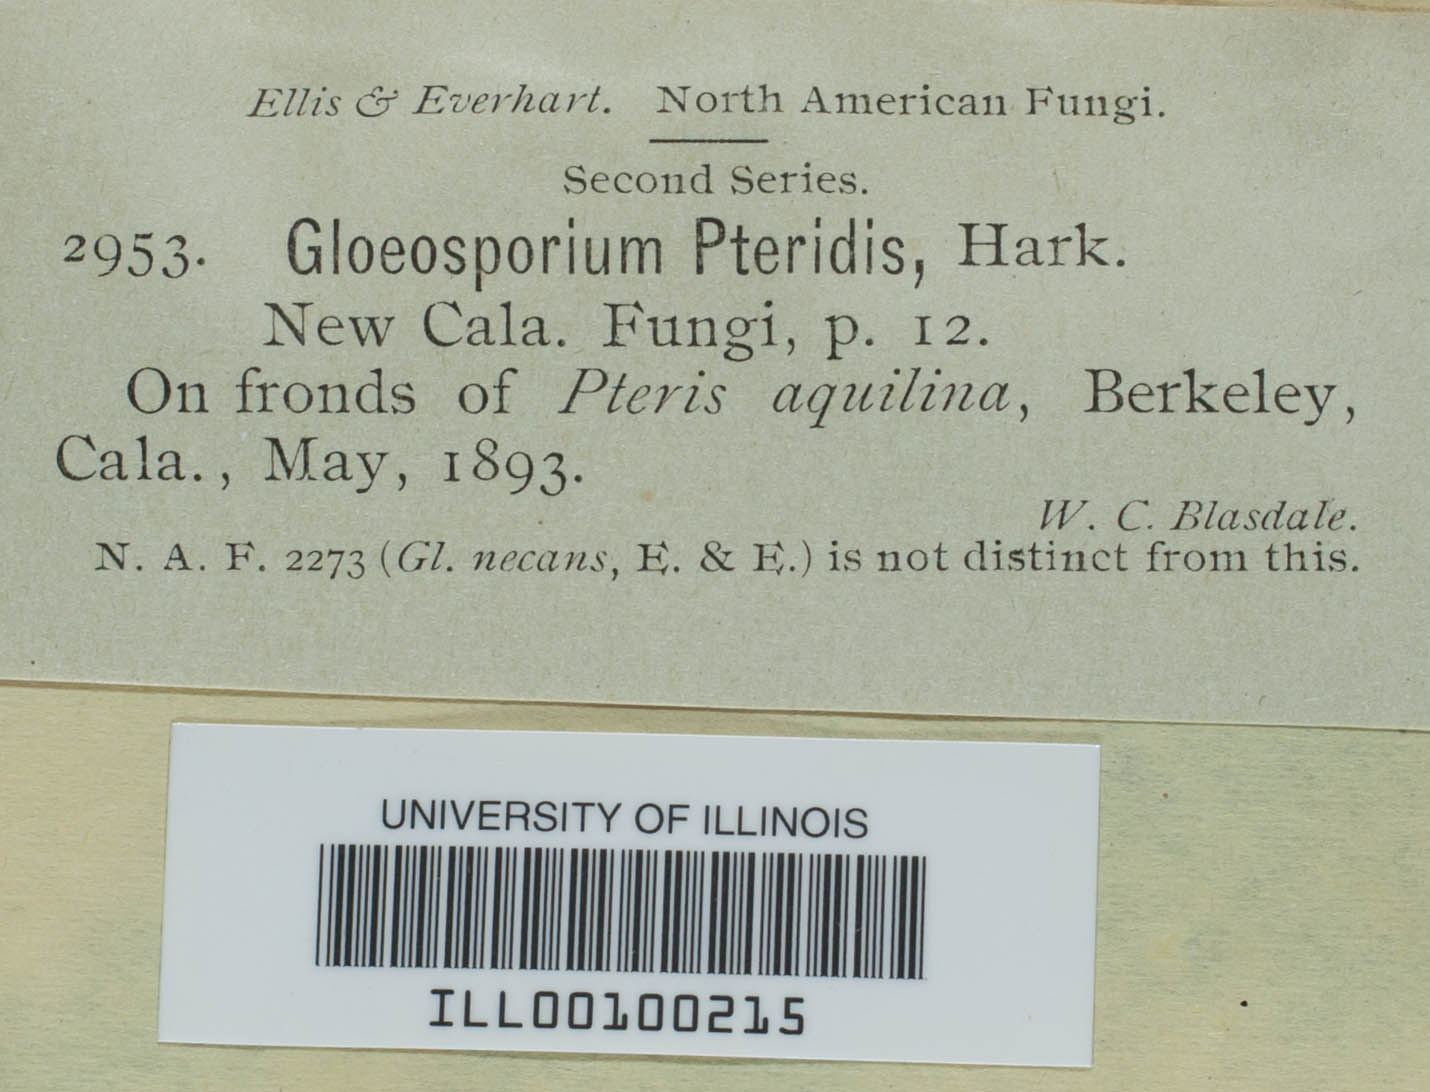 Ellis & Everhart. North American Fungi.
Second Series.
2953. Gloeosporium Pteridis, Hark.
New Cala. Fungi, p. 12.
On fronds of Pteris aquilina, Berkeley,
Cala., May, 1893.
W. C. Blasdale.
N. A. F. 2273 (Gl. necans, E. & E.) is not distinct from this.
UNIVERSITY OF ILLINOIS
ILL00100215